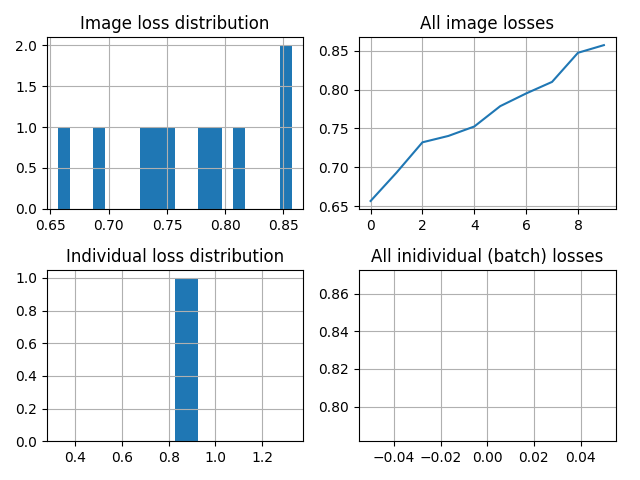 Image loss distribution
2.0
1.5
1.0
0.5
0.0
0.65 0.70 0.75 0.80 0.85
All image losses
0.85
0.80
0.75
0.70
0.65
0 2 4 6 8
Individual loss distribution
1.0
0.8
0.6
0.4
0.2
0.0
0.4 0.6 0.8 1.0 1.2
All inidividual (batch) losses
0.86
0.84
0.82
0.80
−0.04 −0.02 0.00 0.02 0.04